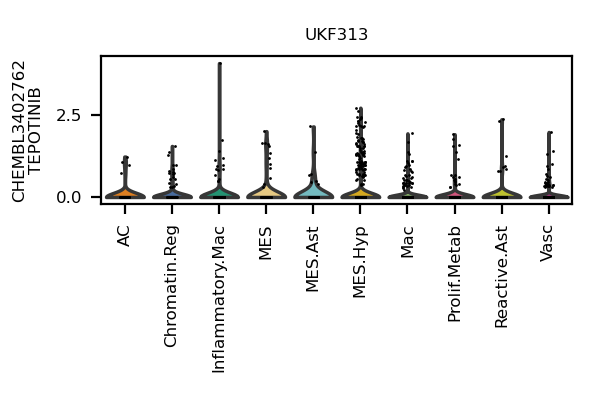 UKF313
CHEMBL3402762
TEPOTINIB
2.5
0.0
AC
Chromatin.Reg
Inflammatory.Mac
MES
MES.Ast
MES.Hyp
Mac
Prolif.Metab
Reactive.Ast
Vasc